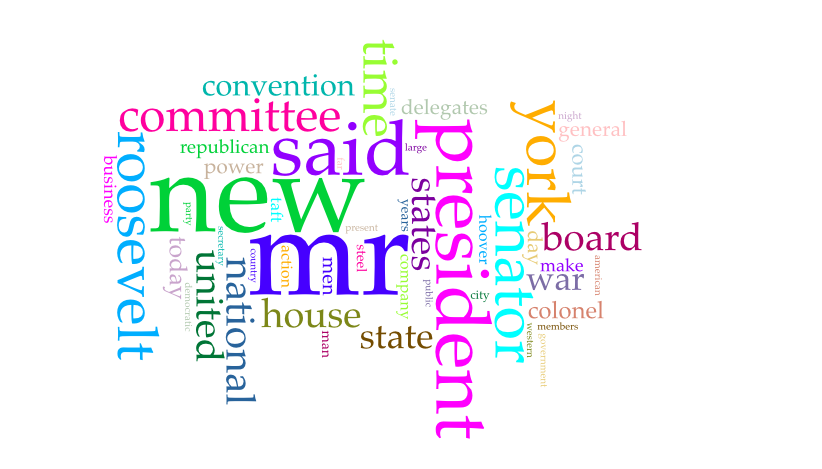 time
senate
convention
delegates
committee
york
night
general
president
roosevelt
republican
said
large
court
business
power
tax
new
states
senator
taft
years
party
hoover
present
secretary
day
board
mr
today
united
national
country
action
men
steel
company
public
make
american
war
democratic
city
house
colonel
state
man
western
members
government